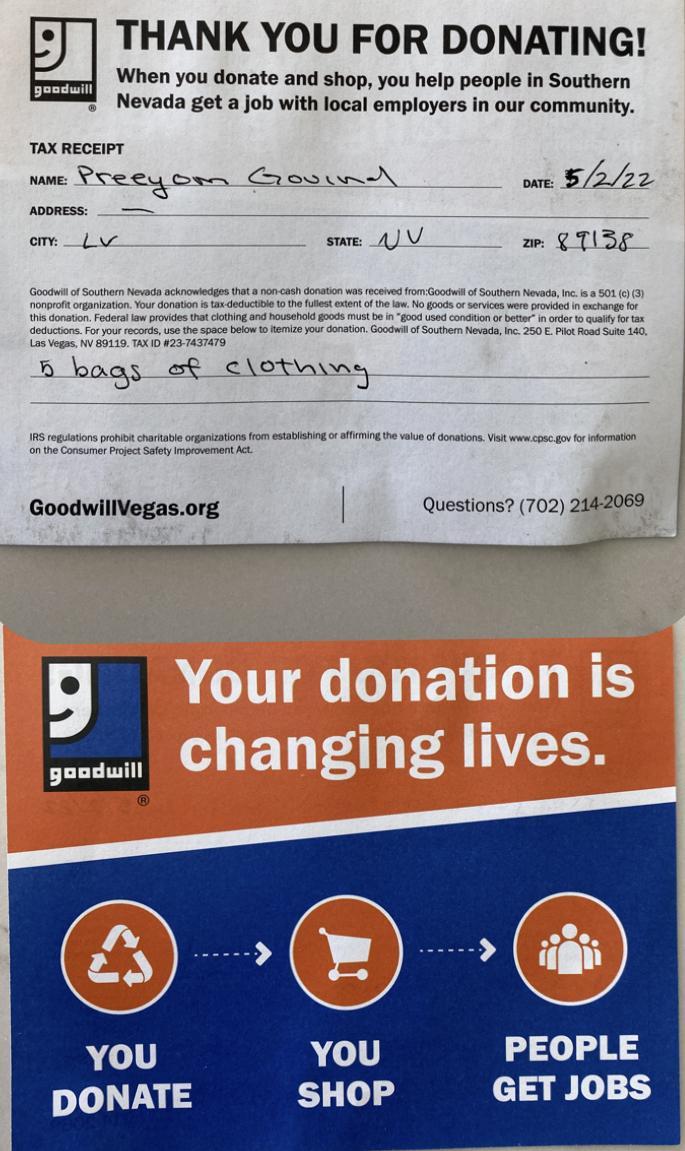 goodwill
®
THANK YOU FOR DONATING!
When you donate and shop, you help people in Southern
Nevada get a job with local employers in our community.
TAX RECEIPT
NAME: Preeyam Govind DATE: 5/2/22
ADDRESS: —
CITY: LV STATE: NV ZIP: 89138
Goodwill of Southern Nevada acknowledges that a non-cash donation was received from:Goodwill of Southern Nevada, Inc. is a 501 (c) (3)
nonprofit organization. Your donation is tax-deductible to the fullest extent of the law. No goods or services were provided in exchange for
this donation. Federal law provides that clothing and household goods must be in "good used condition or better" in order to qualify for tax
deductions. For your records, use the space below to itemize your donation. Goodwill of Southern Nevada, Inc. 250 E. Pilot Road Suite 140,
Las Vegas, NV 89119. TAX ID #23-7437479
5 bags of clothing
IRS regulations prohibit charitable organizations from establishing or affirming the value of donations. Visit www.cpsc.gov for information
on the Consumer Project Safety Improvement Act.
GoodwillVegas.org Questions? (702) 214-2069
goodwill
®
Your donation is
changing lives.
YOU DONATE
YOU SHOP
PEOPLE GET JOBS